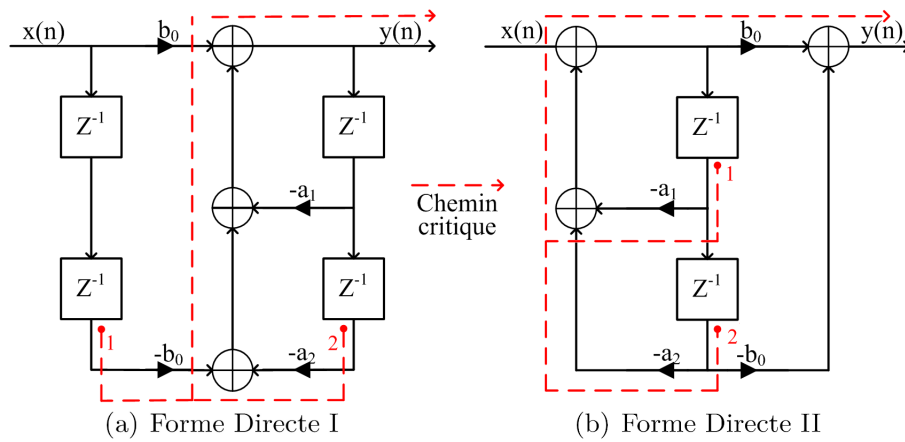 x(n)
b₀
y(n)
Z⁻¹
Z⁻¹
-a₁
Z⁻¹
Z⁻¹
1
2
-b₀
-a₂
(a) Forme Directe I
Chemin
critique
x(n)
b₀
y(n)
Z⁻¹
1
-a₁
Z⁻¹
2
-a₂
-b₀
(b) Forme Directe II